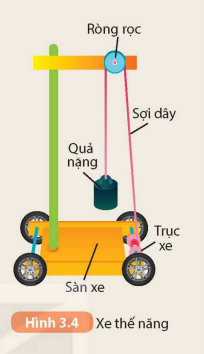 Ròng rọc
Sợi dây
Quả
nặng
Trục
xe
Sàn xe
Hình 3.4 Xe thế năng